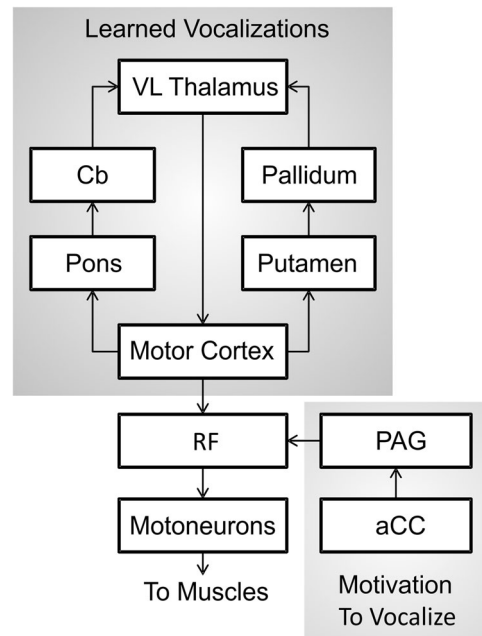 Learned Vocalizations
VL Thalamus
Cb
Pallidum
Pons
Putamen
Motor Cortex
RF
PAG
Motoneurons
aCC
To Muscles
Motivation
To Vocalize